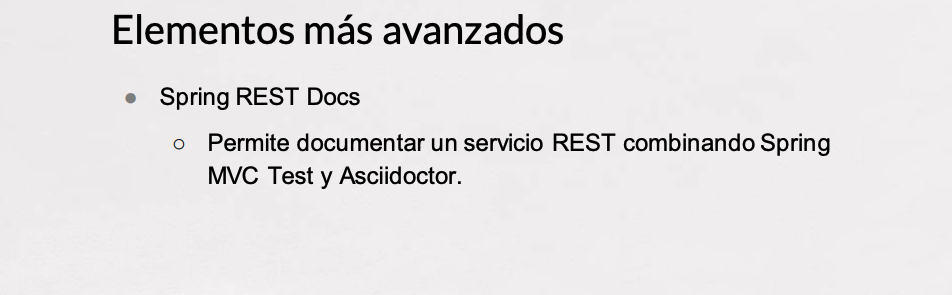 Elementos más avanzados
● Spring REST Docs
○ Permite documentar un servicio REST combinando Spring
MVC Test y Asciidoctor.